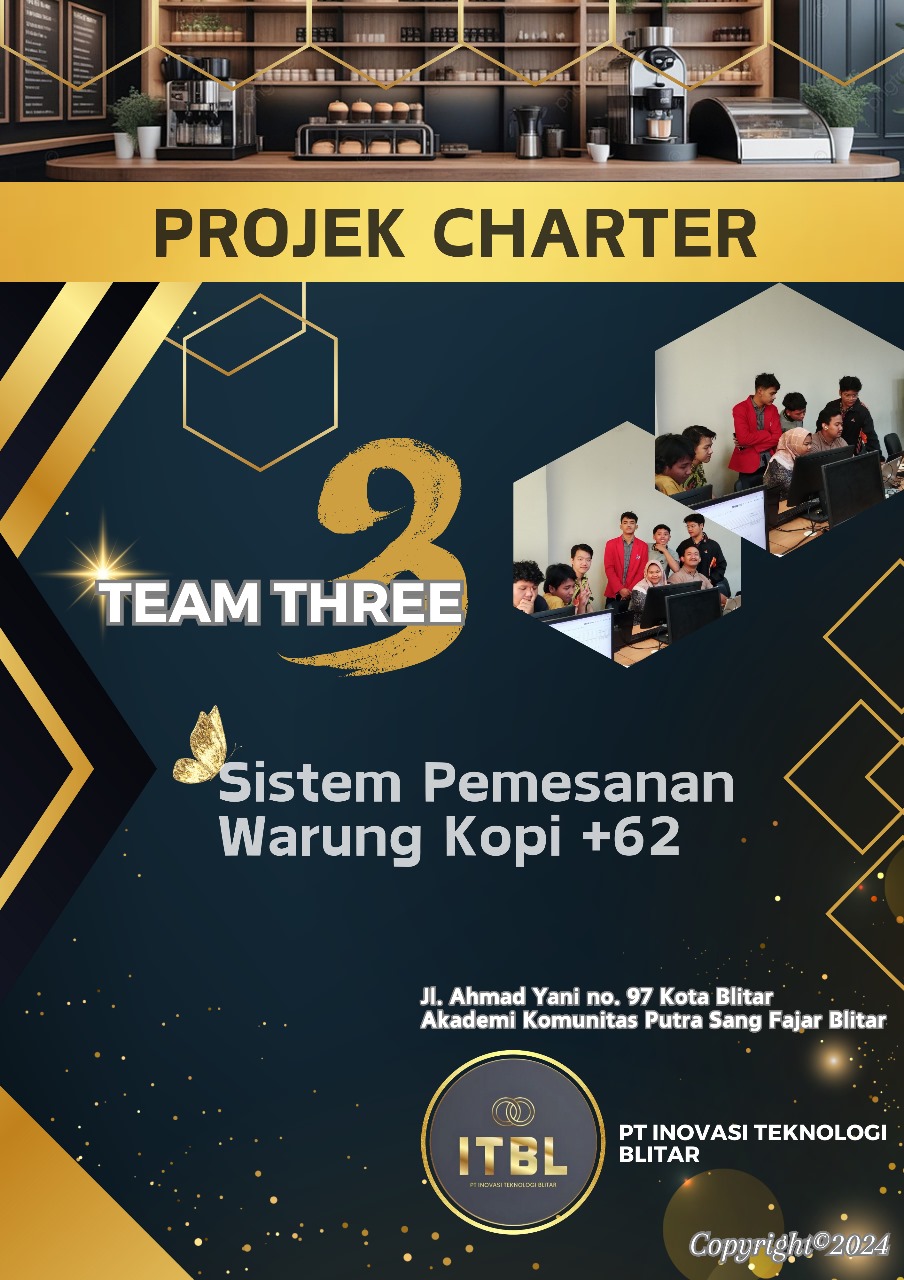 PROJEK CHARTER
3
TEAM THREE
Sistem Pemesanan
Warung Kopi +62
Jl. Ahmad Yani no. 97 Kota Blitar
Akademi Komunitas Putra Sang Fajar Blitar
ITBL
PT INOVASI TEKNOLOGI BLITAR
PT INOVASI TEKNOLOGI
BLITAR
Copyright©2024